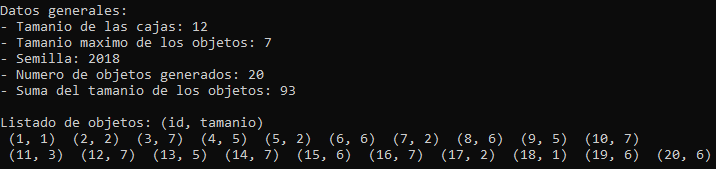 Datos generales:
- Tamanio de las cajas: 12
- Tamanio maximo de los objetos: 7
- Semilla: 2018
- Numero de objetos generados: 20
- Suma del tamanio de los objetos: 93
Listado de objetos: (id, tamanio)
(1, 1) (2, 2) (3, 7) (4, 5) (5, 2) (6, 6) (7, 2) (8, 6) (9, 5) (10, 7)
(11, 3) (12, 7) (13, 5) (14, 7) (15, 6) (16, 7) (17, 2) (18, 1) (19, 6) (20, 6)